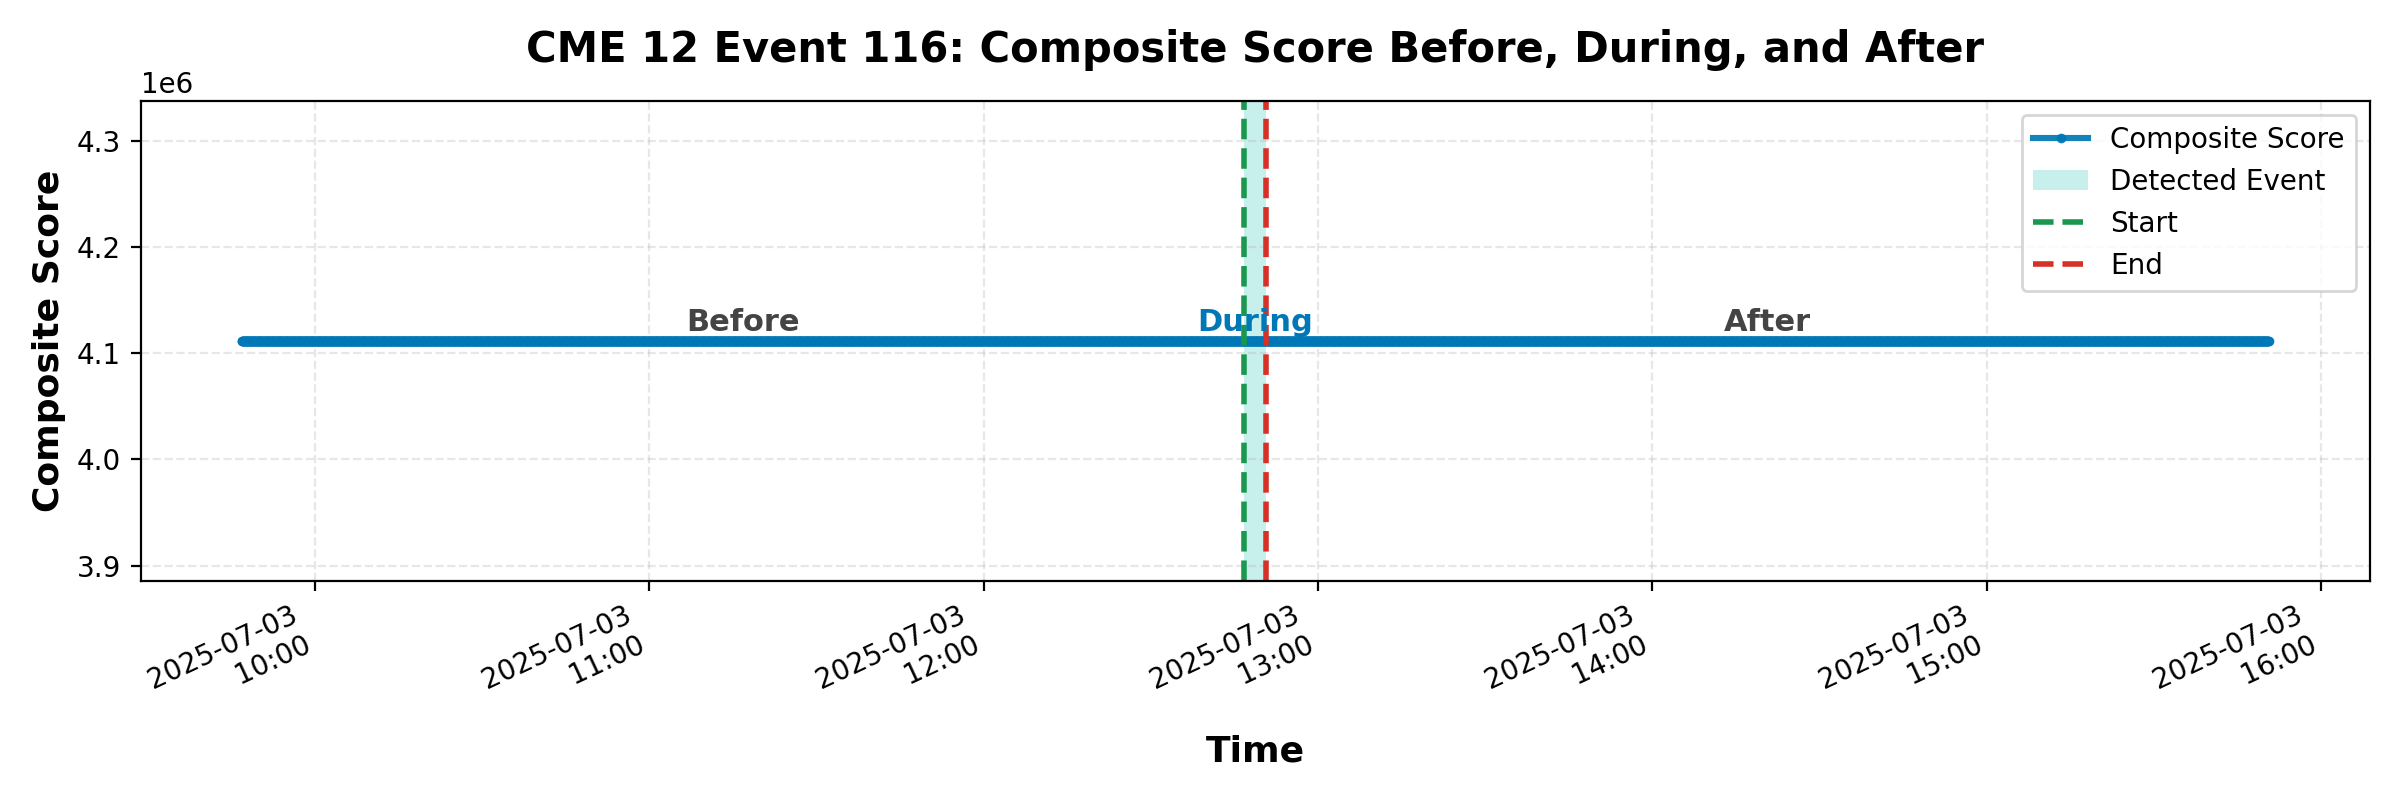 CME 12 Event 116: Composite Score Before, During, and After
1e6
4.3
4.2
4.1
4.0
3.9
Composite Score
Before
During
After
Composite Score
Detected Event
Start
End
2025-07-03
10:00
2025-07-03
11:00
2025-07-03
12:00
2025-07-03
13:00
2025-07-03
14:00
2025-07-03
15:00
2025-07-03
16:00
Time